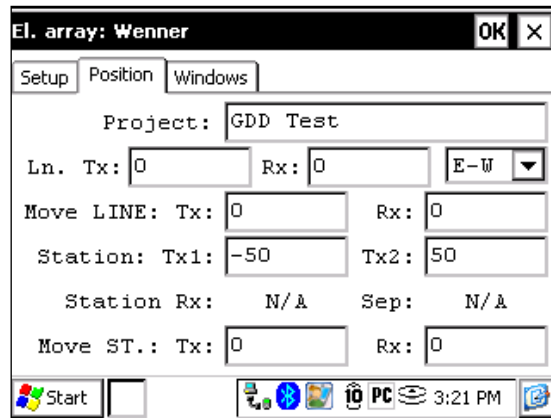 El. array: Wenner OK ×
Setup Position Windows
Project: GDD Test
Ln. Tx: 0 Rx: 0 E-W
Move LINE: Tx: 0 Rx: 0
Station: Tx1: -50 Tx2: 50
Station Rx: N/A Sep: N/A
Move ST.: Tx: 0 Rx: 0
Start PC 3:21 PM